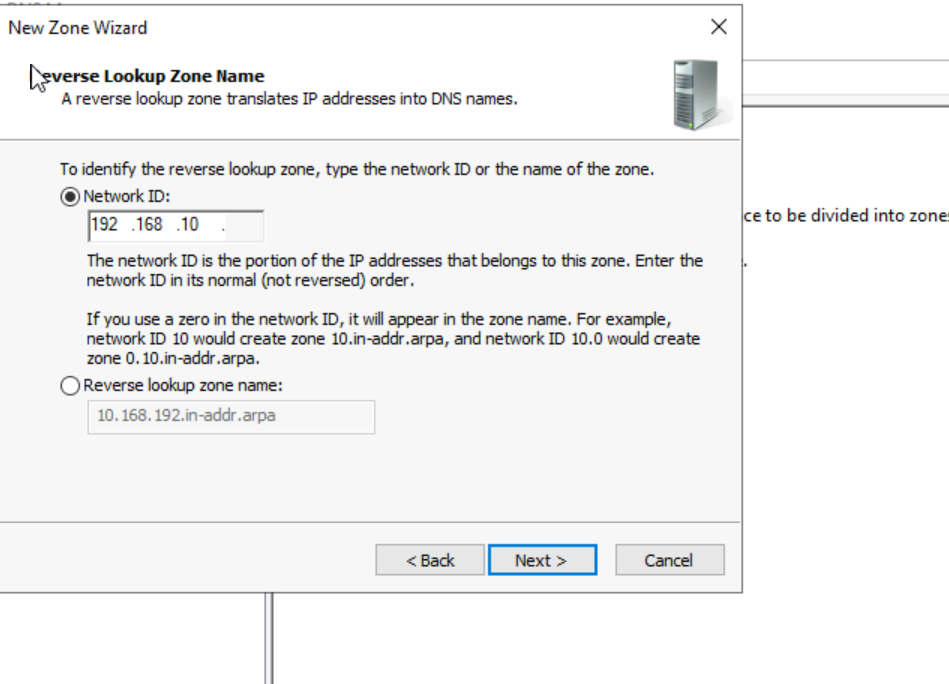 New Zone Wizard
everse Lookup Zone Name
A reverse lookup zone translates IP addresses into DNS names.
To identify the reverse lookup zone, type the network ID or the name of the zone.
Network ID:
192 .168 .10 .
The network ID is the portion of the IP addresses that belongs to this zone. Enter the
network ID in its normal (not reversed) order.
If you use a zero in the network ID, it will appear in the zone name. For example,
network ID 10 would create zone 10.in-addr.arpa, and network ID 10.0 would create
zone 0.10.in-addr.arpa.
Reverse lookup zone name:
10.168.192.in-addr.arpa
< Back
Next >
Cancel
ce to be divided into zones
.